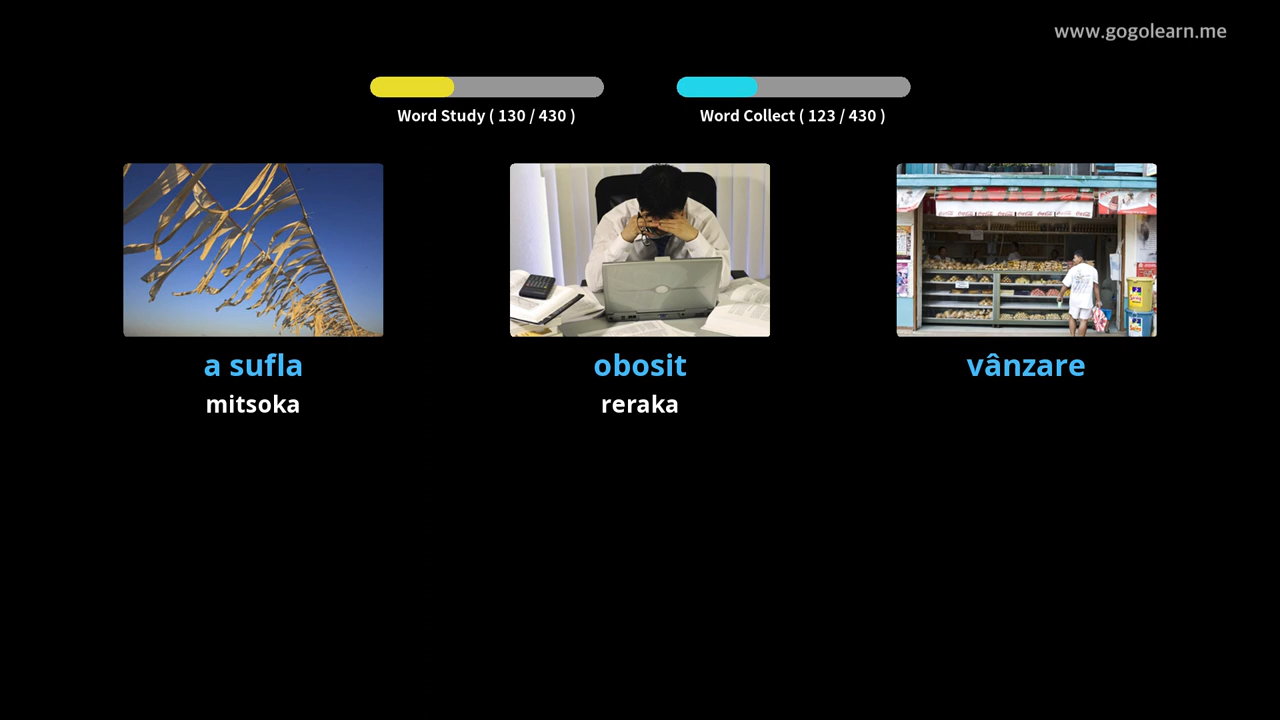 www.gogolearn.me
Word Study ( 130 / 430 )
Word Collect ( 123 / 430 )
a sufla
obosit
vânzare
mitsoka
reraka